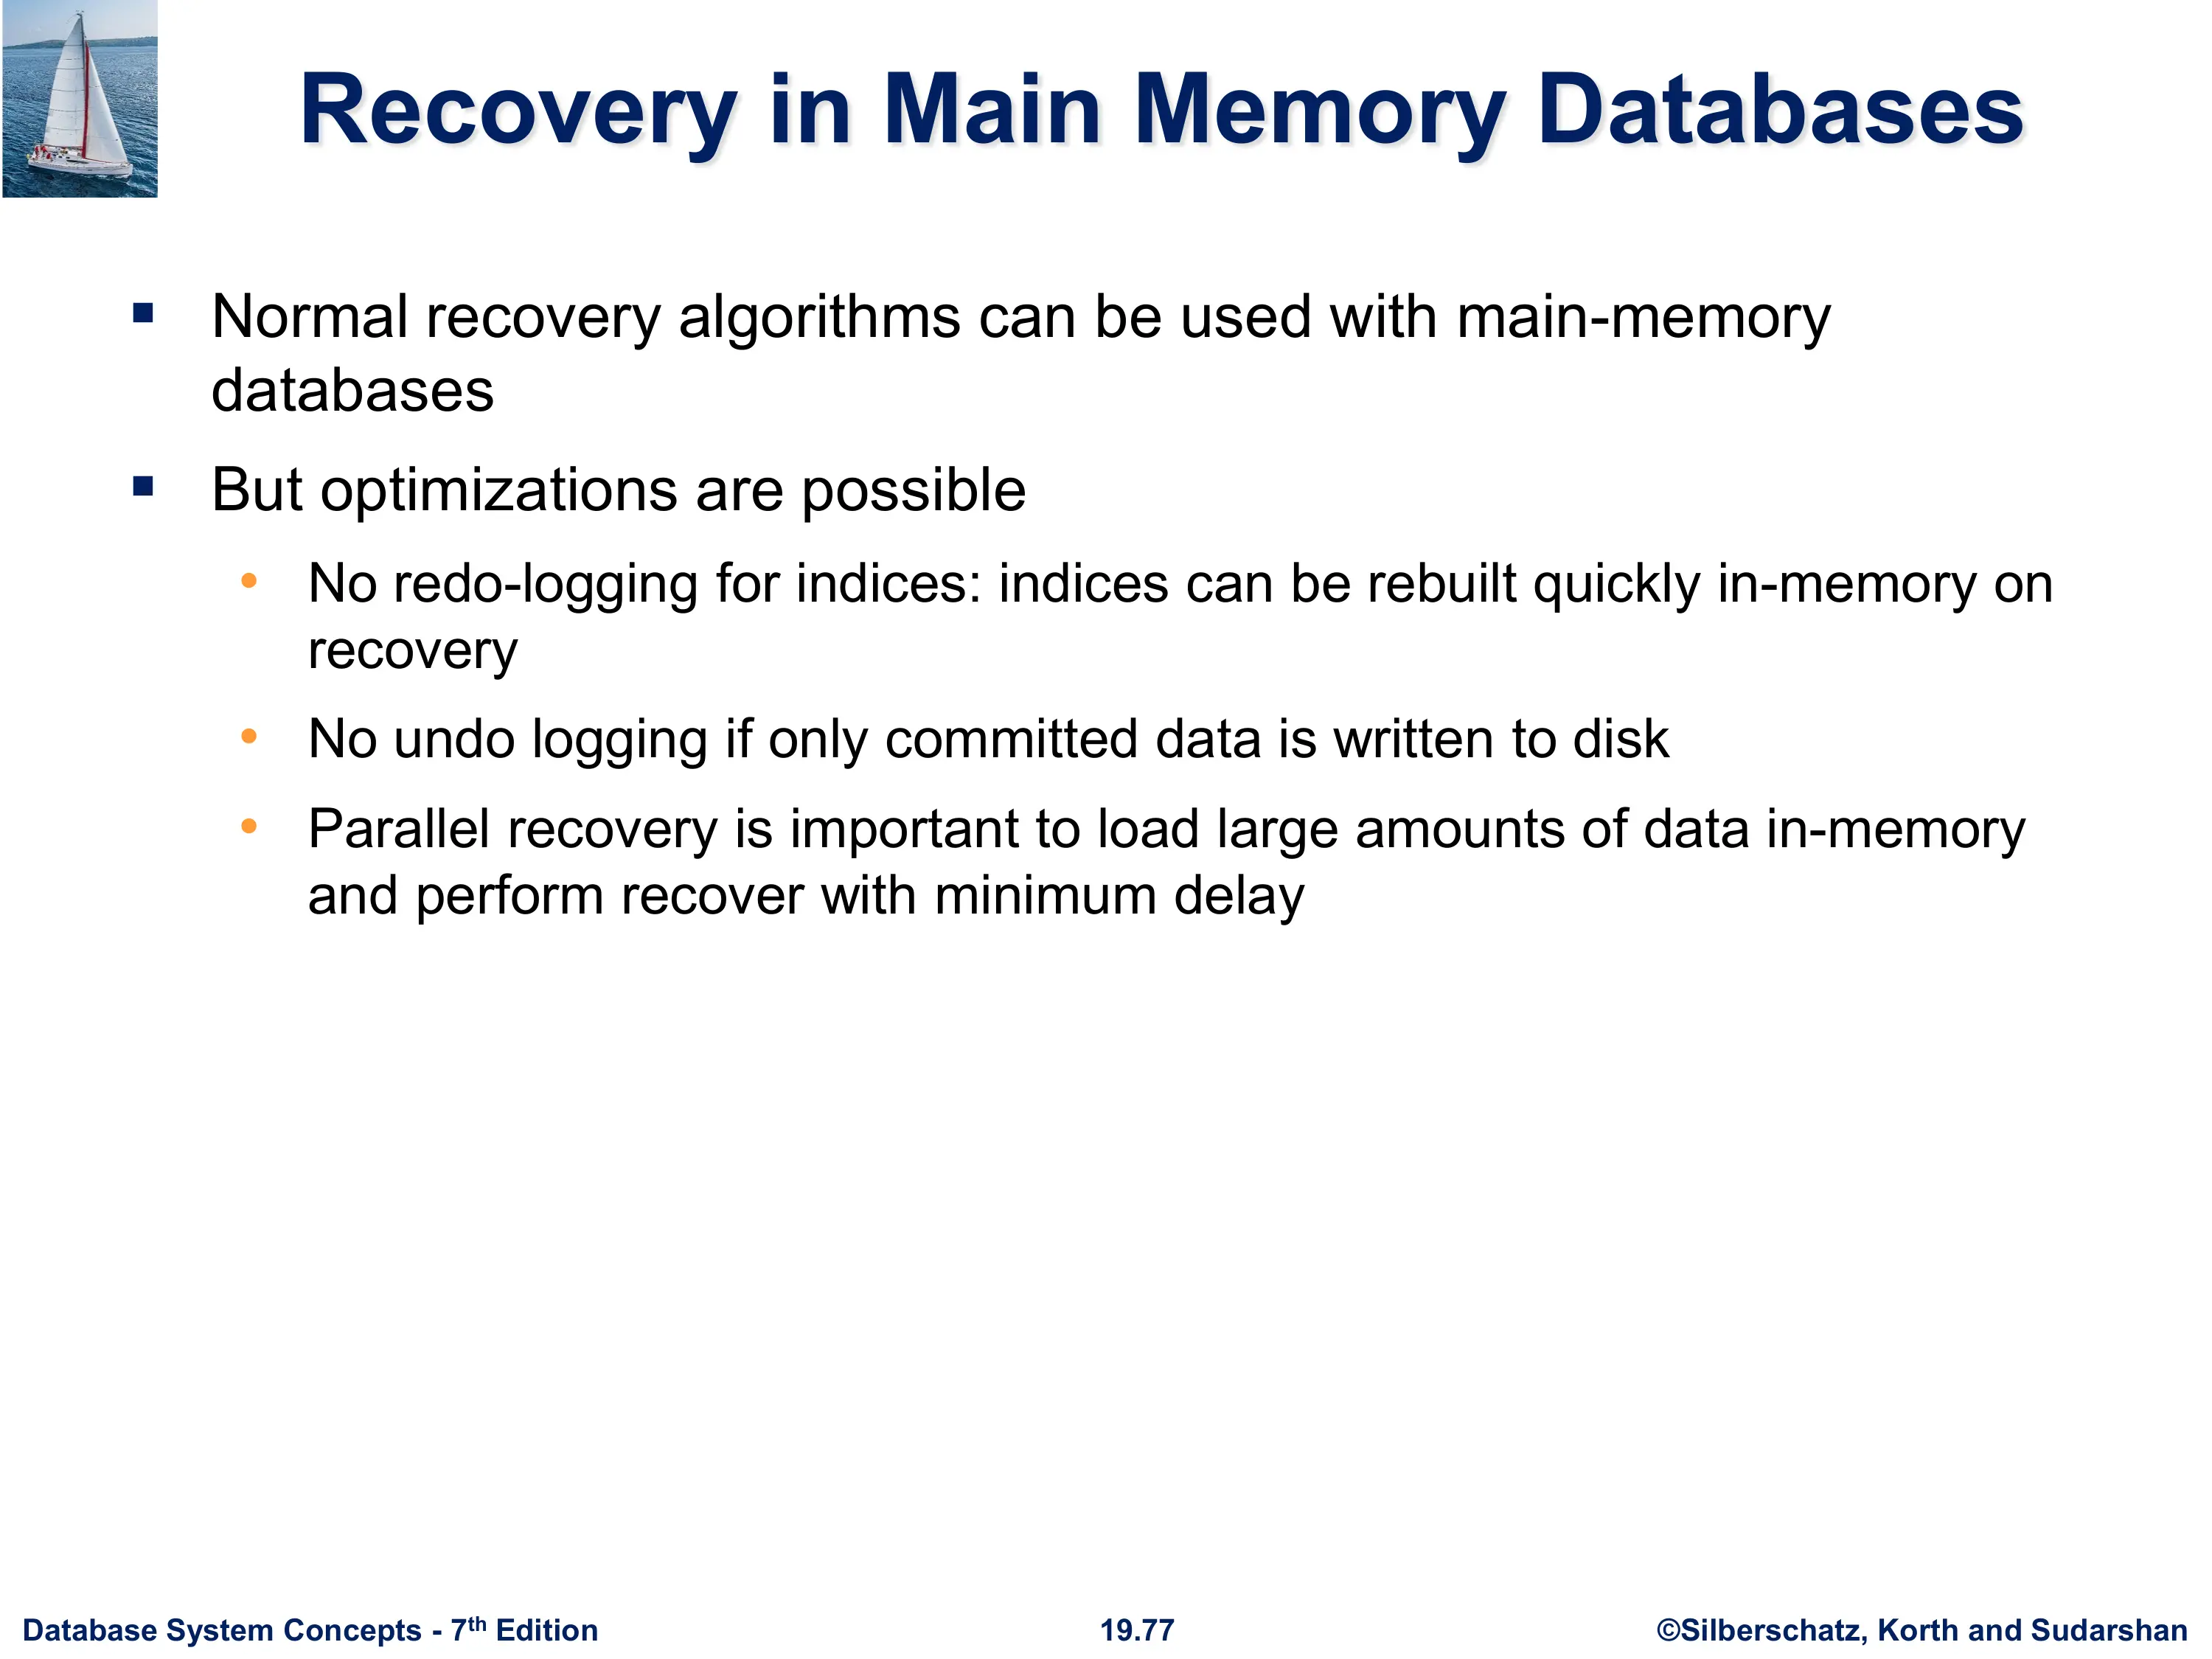 Recovery in Main Memory Databases
▪ Normal recovery algorithms can be used with main-memory
databases
▪ But optimizations are possible
• No redo-logging for indices: indices can be rebuilt quickly in-memory on
recovery
• No undo logging if only committed data is written to disk
• Parallel recovery is important to load large amounts of data in-memory
and perform recover with minimum delay
Database System Concepts - 7th Edition
19.77
©Silberschatz, Korth and Sudarshan